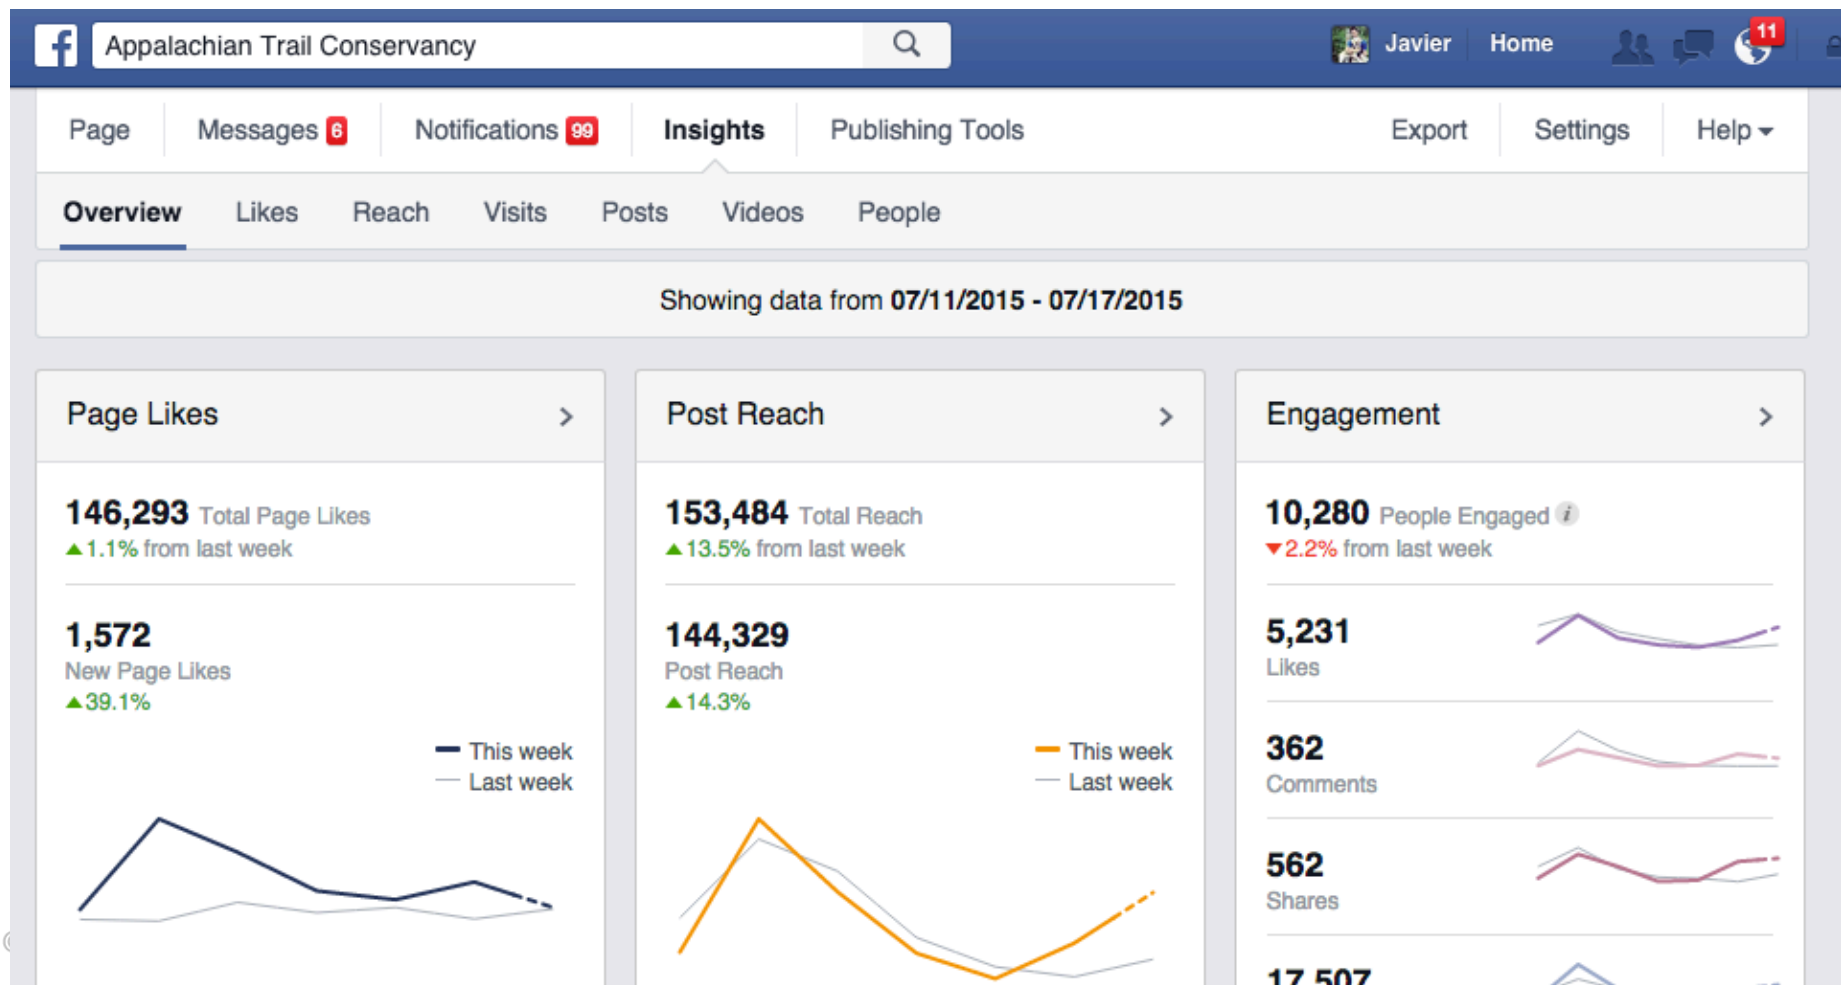 f Appalachian Trail Conservancy Javier Home 11
Page Messages 6 Notifications 99 Insights Publishing Tools Export Settings Help
Overview Likes Reach Visits Posts Videos People
Showing data from 07/11/2015 - 07/17/2015
Page Likes
146,293 Total Page Likes
1.1% from last week
1,572
New Page Likes
39.1%
This week
Last week
Post Reach
153,484 Total Reach
13.5% from last week
144,329
Post Reach
14.3%
This week
Last week
Engagement
10,280 People Engaged i
2.2% from last week
5,231
Likes
362
Comments
562
Shares
17,507